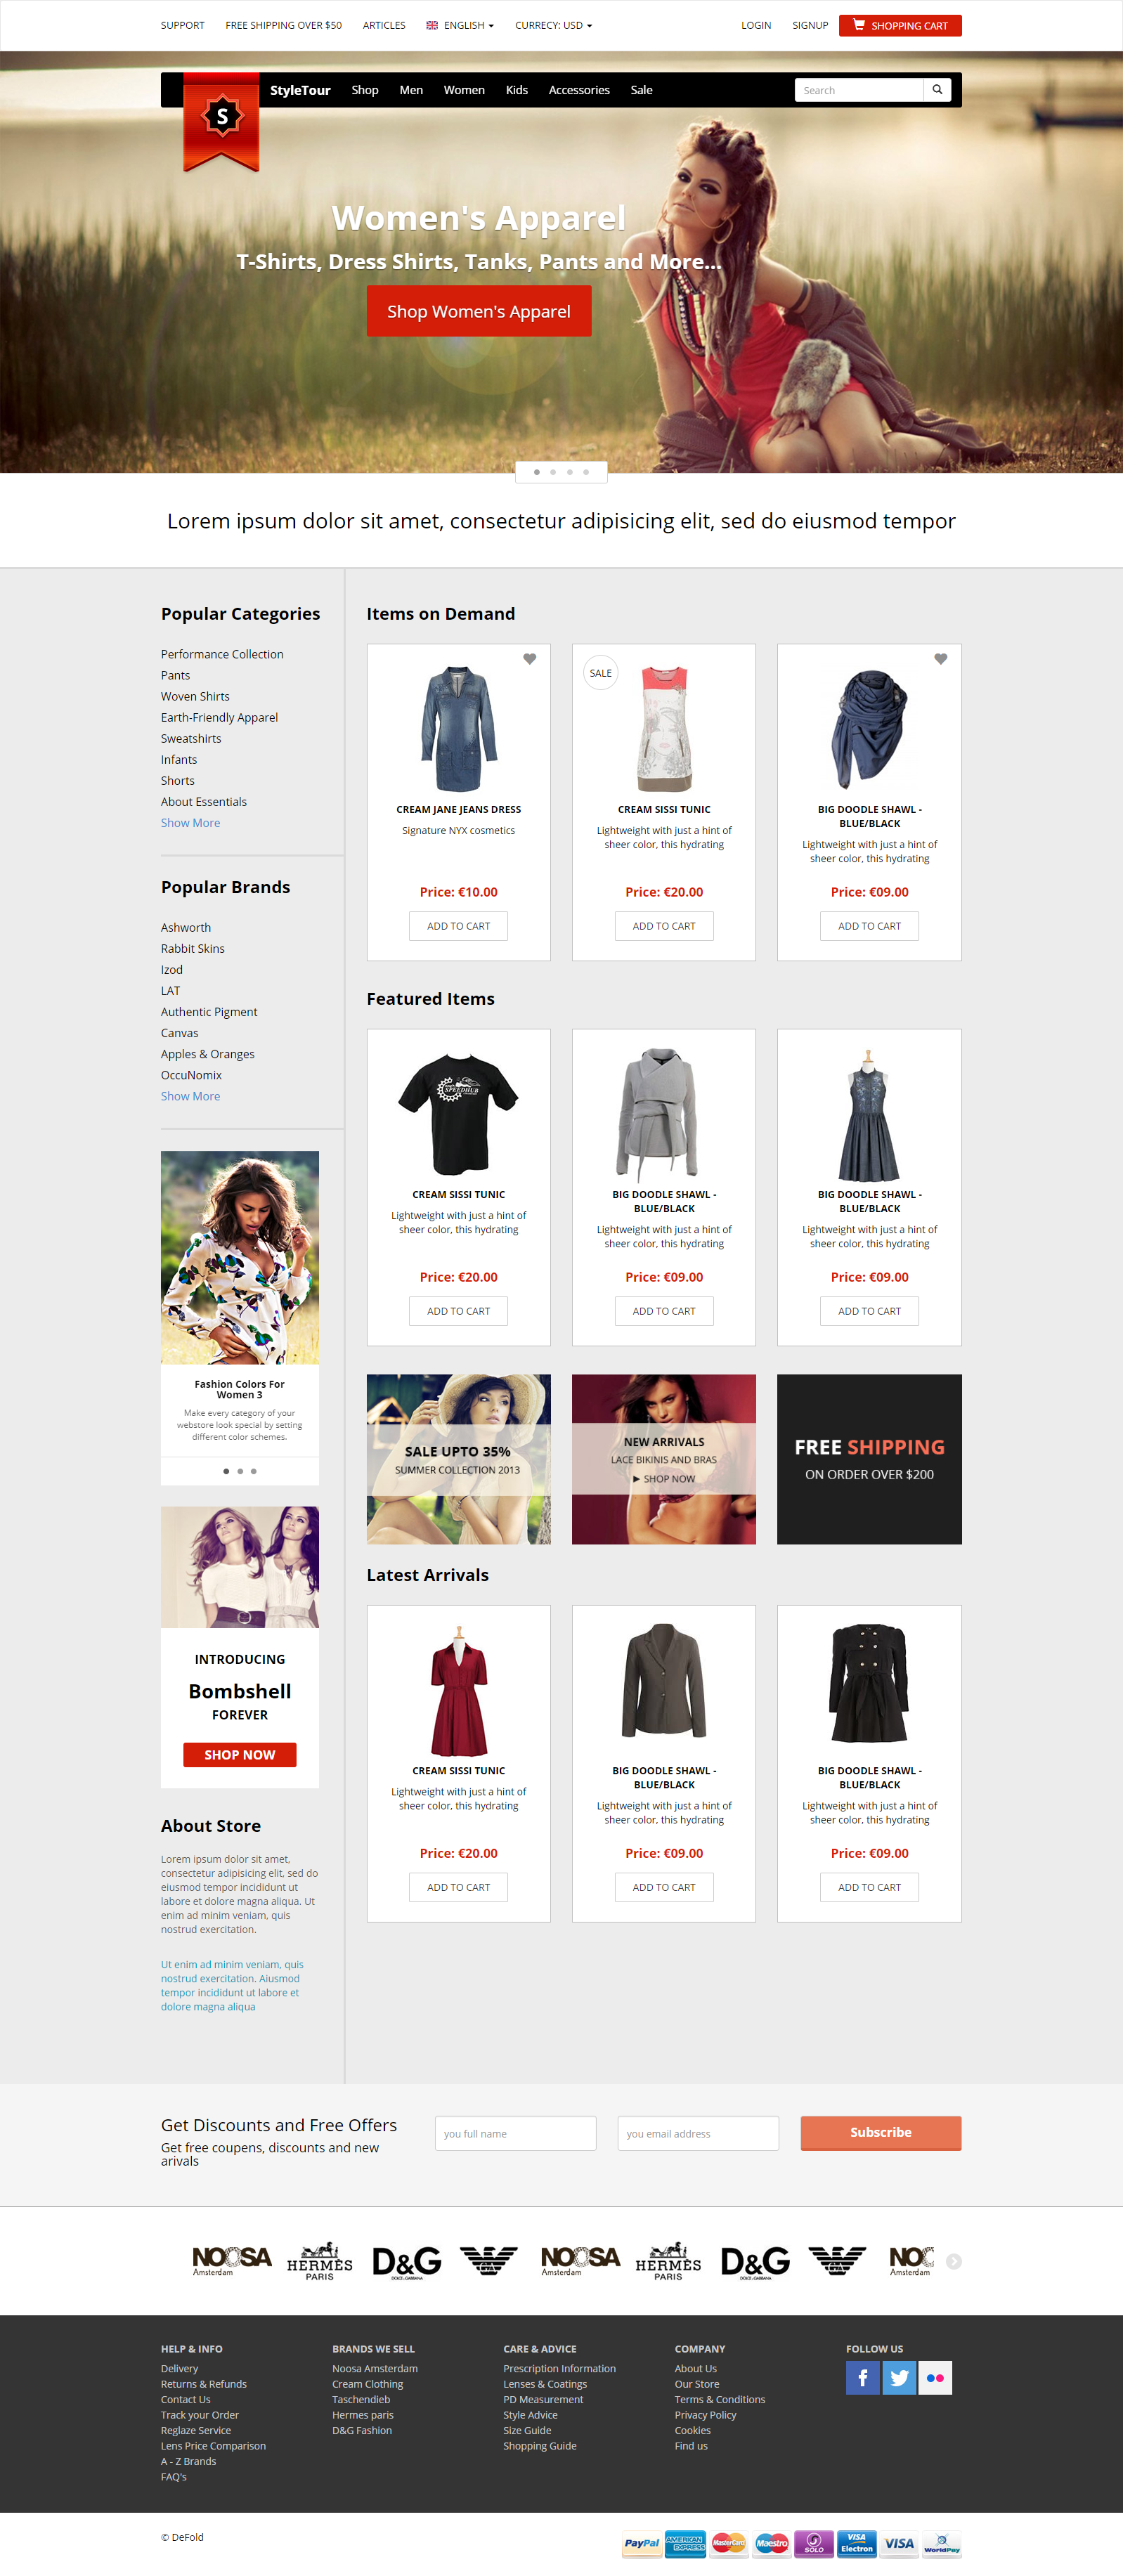 SUPPORT FREE SHIPPING OVER $50 ARTICLES ENGLISH CURRECY: USD LOGIN SIGNUP SHOPPING CART
S StyleTour Shop Men Women Kids Accessories Sale Search
Women's Apparel
T-Shirts, Dress Shirts, Tanks, Pants and More...
Shop Women's Apparel
Lorem ipsum dolor sit amet, consectetur adipisicing elit, sed do eiusmod tempor
Popular Categories
Performance Collection
Pants
Woven Shirts
Earth-Friendly Apparel
Sweatshirts
Infants
Shorts
About Essentials
Show More
Popular Brands
Ashworth
Rabbit Skins
Izod
LAT
Authentic Pigment
Canvas
Apples & Oranges
OccuNomix
Show More
Fashion Colors For
Women 3
Make every category of your
webstore look special by setting
different color schemes.
INTRODUCING
Bombshell
FOREVER
SHOP NOW
About Store
Lorem ipsum dolor sit amet,
consectetur adipisicing elit, sed do
eiusmod tempor incididunt ut
labore et dolore magna aliqua. Ut
enim ad minim veniam, quis
nostrud exercitation.
Ut enim ad minim veniam, quis
nostrud exercitation. Aiusmod
tempor incididunt ut labore et
dolore magna aliqua
Items on Demand
CREAM JANE JEANS DRESS
Signature NYX cosmetics
Price: €10.00
ADD TO CART
SALE
CREAM SISSI TUNIC
Lightweight with just a hint of
sheer color, this hydrating
Price: €20.00
ADD TO CART
BIG DOODLE SHAWL -
BLUE/BLACK
Lightweight with just a hint of
sheer color, this hydrating
Price: €09.00
ADD TO CART
Featured Items
SPEEDHUB
CREAM SISSI TUNIC
Lightweight with just a hint of
sheer color, this hydrating
Price: €20.00
ADD TO CART
BIG DOODLE SHAWL -
BLUE/BLACK
Lightweight with just a hint of
sheer color, this hydrating
Price: €09.00
ADD TO CART
BIG DOODLE SHAWL -
BLUE/BLACK
Lightweight with just a hint of
sheer color, this hydrating
Price: €09.00
ADD TO CART
SALE UPTO 35%
SUMMER COLLECTION 2013
NEW ARRIVALS
LACE BIKINIS AND BRAS
SHOP NOW
FREE SHIPPING
ON ORDER OVER $200
Latest Arrivals
CREAM SISSI TUNIC
Lightweight with just a hint of
sheer color, this hydrating
Price: €20.00
ADD TO CART
BIG DOODLE SHAWL -
BLUE/BLACK
Lightweight with just a hint of
sheer color, this hydrating
Price: €09.00
ADD TO CART
BIG DOODLE SHAWL -
BLUE/BLACK
Lightweight with just a hint of
sheer color, this hydrating
Price: €09.00
ADD TO CART
Get Discounts and Free Offers
Get free coupens, discounts and new
arivals
you full name you email address Subscribe
NOOSA
Amsterdam
HERMÈS
PARIS
D&G
DOLCE & GABBANA
NOOSA
Amsterdam
HERMÈS
PARIS
D&G
DOLCE & GABBANA
NOO
Amsterdam
HELP & INFO
Delivery
Returns & Refunds
Contact Us
Track your Order
Reglaze Service
Lens Price Comparison
A - Z Brands
FAQ's
BRANDS WE SELL
Noosa Amsterdam
Cream Clothing
Taschendieb
Hermes paris
D&G Fashion
CARE & ADVICE
Prescription Information
Lenses & Coatings
PD Measurement
Style Advice
Size Guide
Shopping Guide
COMPANY
About Us
Our Store
Terms & Conditions
Privacy Policy
Cookies
Find us
FOLLOW US
f
© DeFold
PayPal AMERICAN EXPRESS MasterCard Maestro SOLO VISA Electron VISA WorldPay